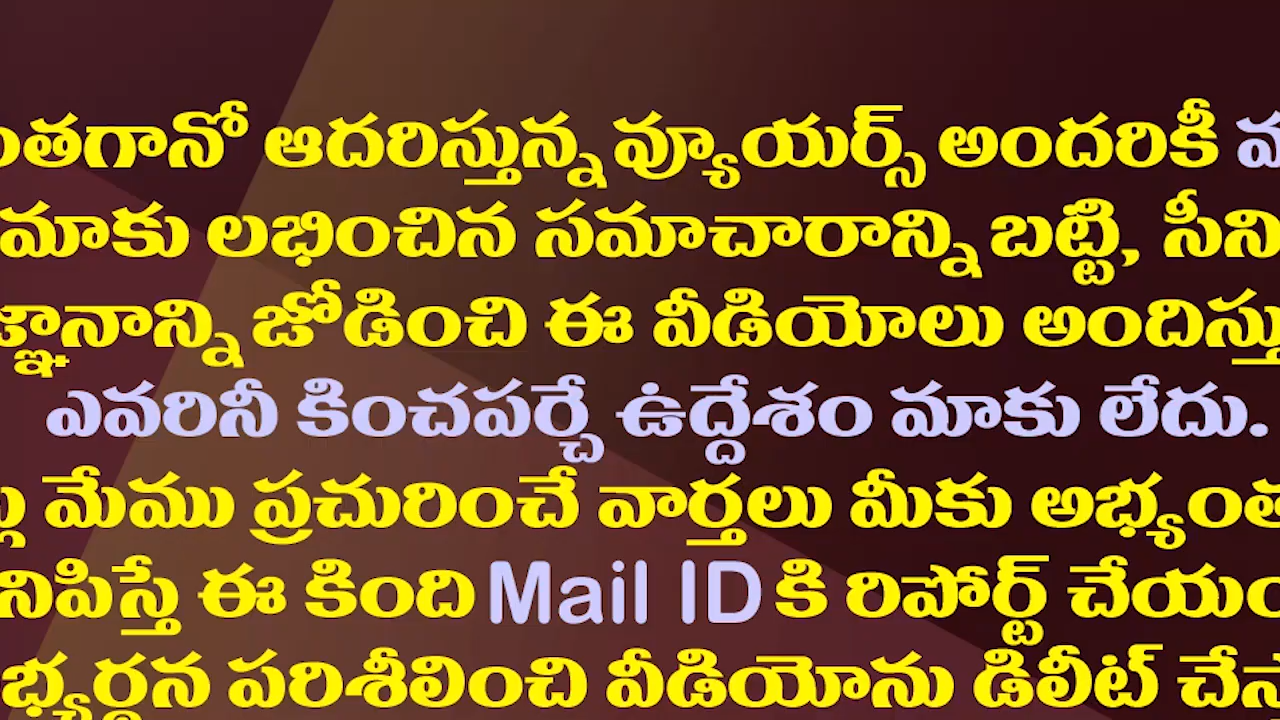 ంతగానో ఆదరిస్తున్న వ్యూయర్స్ అందరికీ
మాకు లభించిన సమాచారాన్ని బట్టి, సీని
జ్ఞానాన్ని జోడించి ఈ వీడియోలు అందిస్తు
ఎవరినీ కించపర్చే ఉద్దేశం మాకు లేదు.
మేము ప్రచురించే వార్తలు మీకు అభ్యంత
నిపిస్తే ఈ కింది Mail ID కి రిపోర్ట్ చేయం
భ్యర్థన పరిశీలించి వీడియోను డిలీట్ చేస